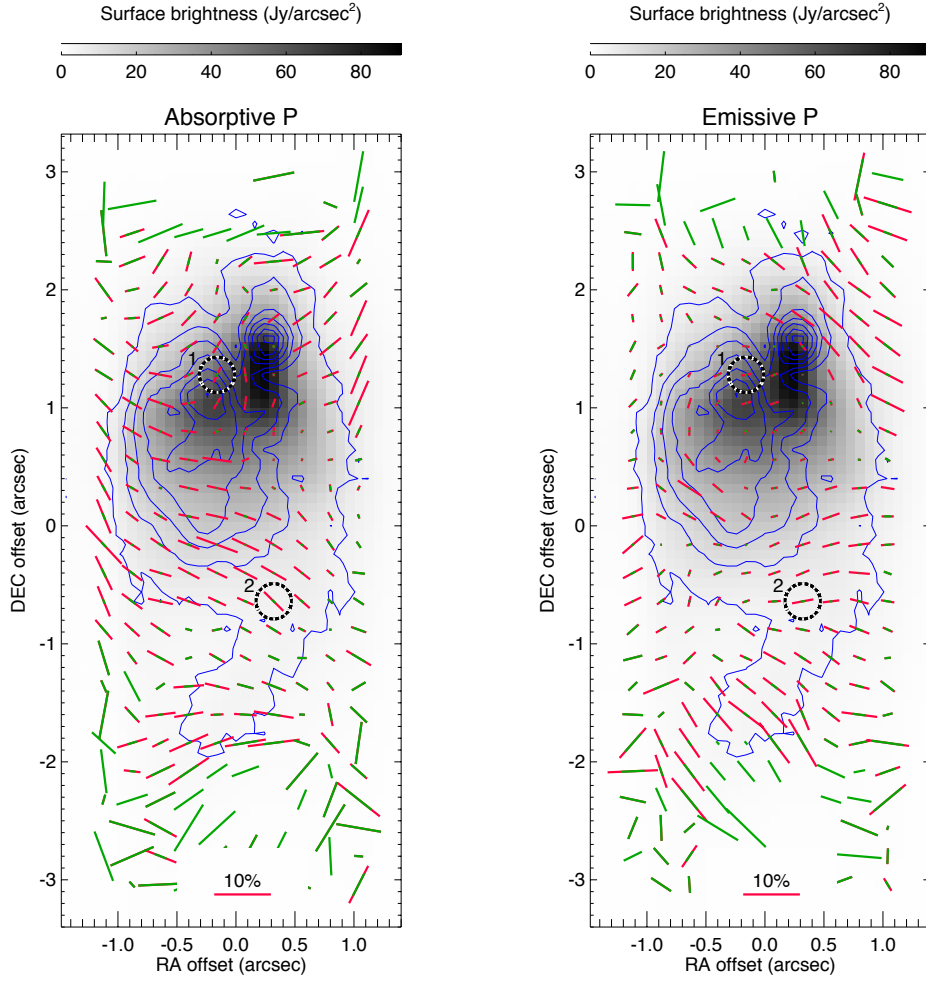 Surface brightness (Jy/arcsec²)
0 20 40 60 80
Absorptive P
3
2
1
0
-1
-2
-3
DEC offset (arcsec)
1
2
10%
-1.0 -0.5 0.0 0.5 1.0
RA offset (arcsec)
Surface brightness (Jy/arcsec²)
0 20 40 60 80
Emissive P
3
2
1
0
-1
-2
-3
DEC offset (arcsec)
1
2
10%
-1.0 -0.5 0.0 0.5 1.0
RA offset (arcsec)